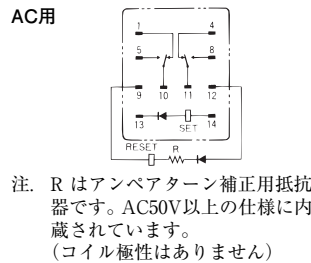 AC用
1 4
5 8
9 10 11 12
13 SET 14
RESET R
注. R はアンペアターン補正用抵抗
器です。AC50V以上の仕様に内
蔵されています。
(コイル極性はありません)